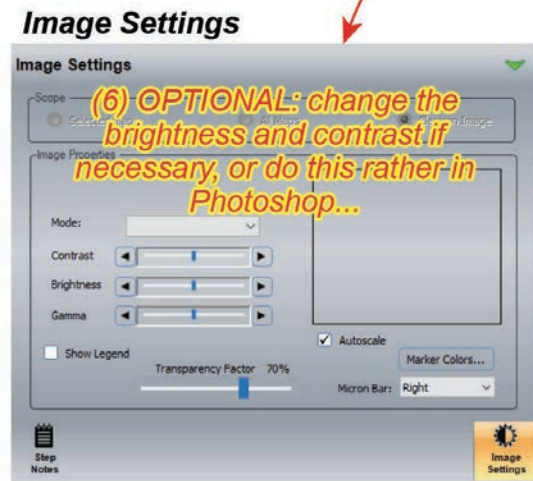 Image Settings
Image Settings
Scope
(6) OPTIONAL: change the
brightness and contrast if
necessary, or do this rather in
Photoshop...
Image Properties
Mode:
Contrast
Brightness
Gamma
Show Legend
Autoscale
Marker Colors...
Transparency Factor 70%
Micron Bar: Right
Step
Notes
Image
Settings